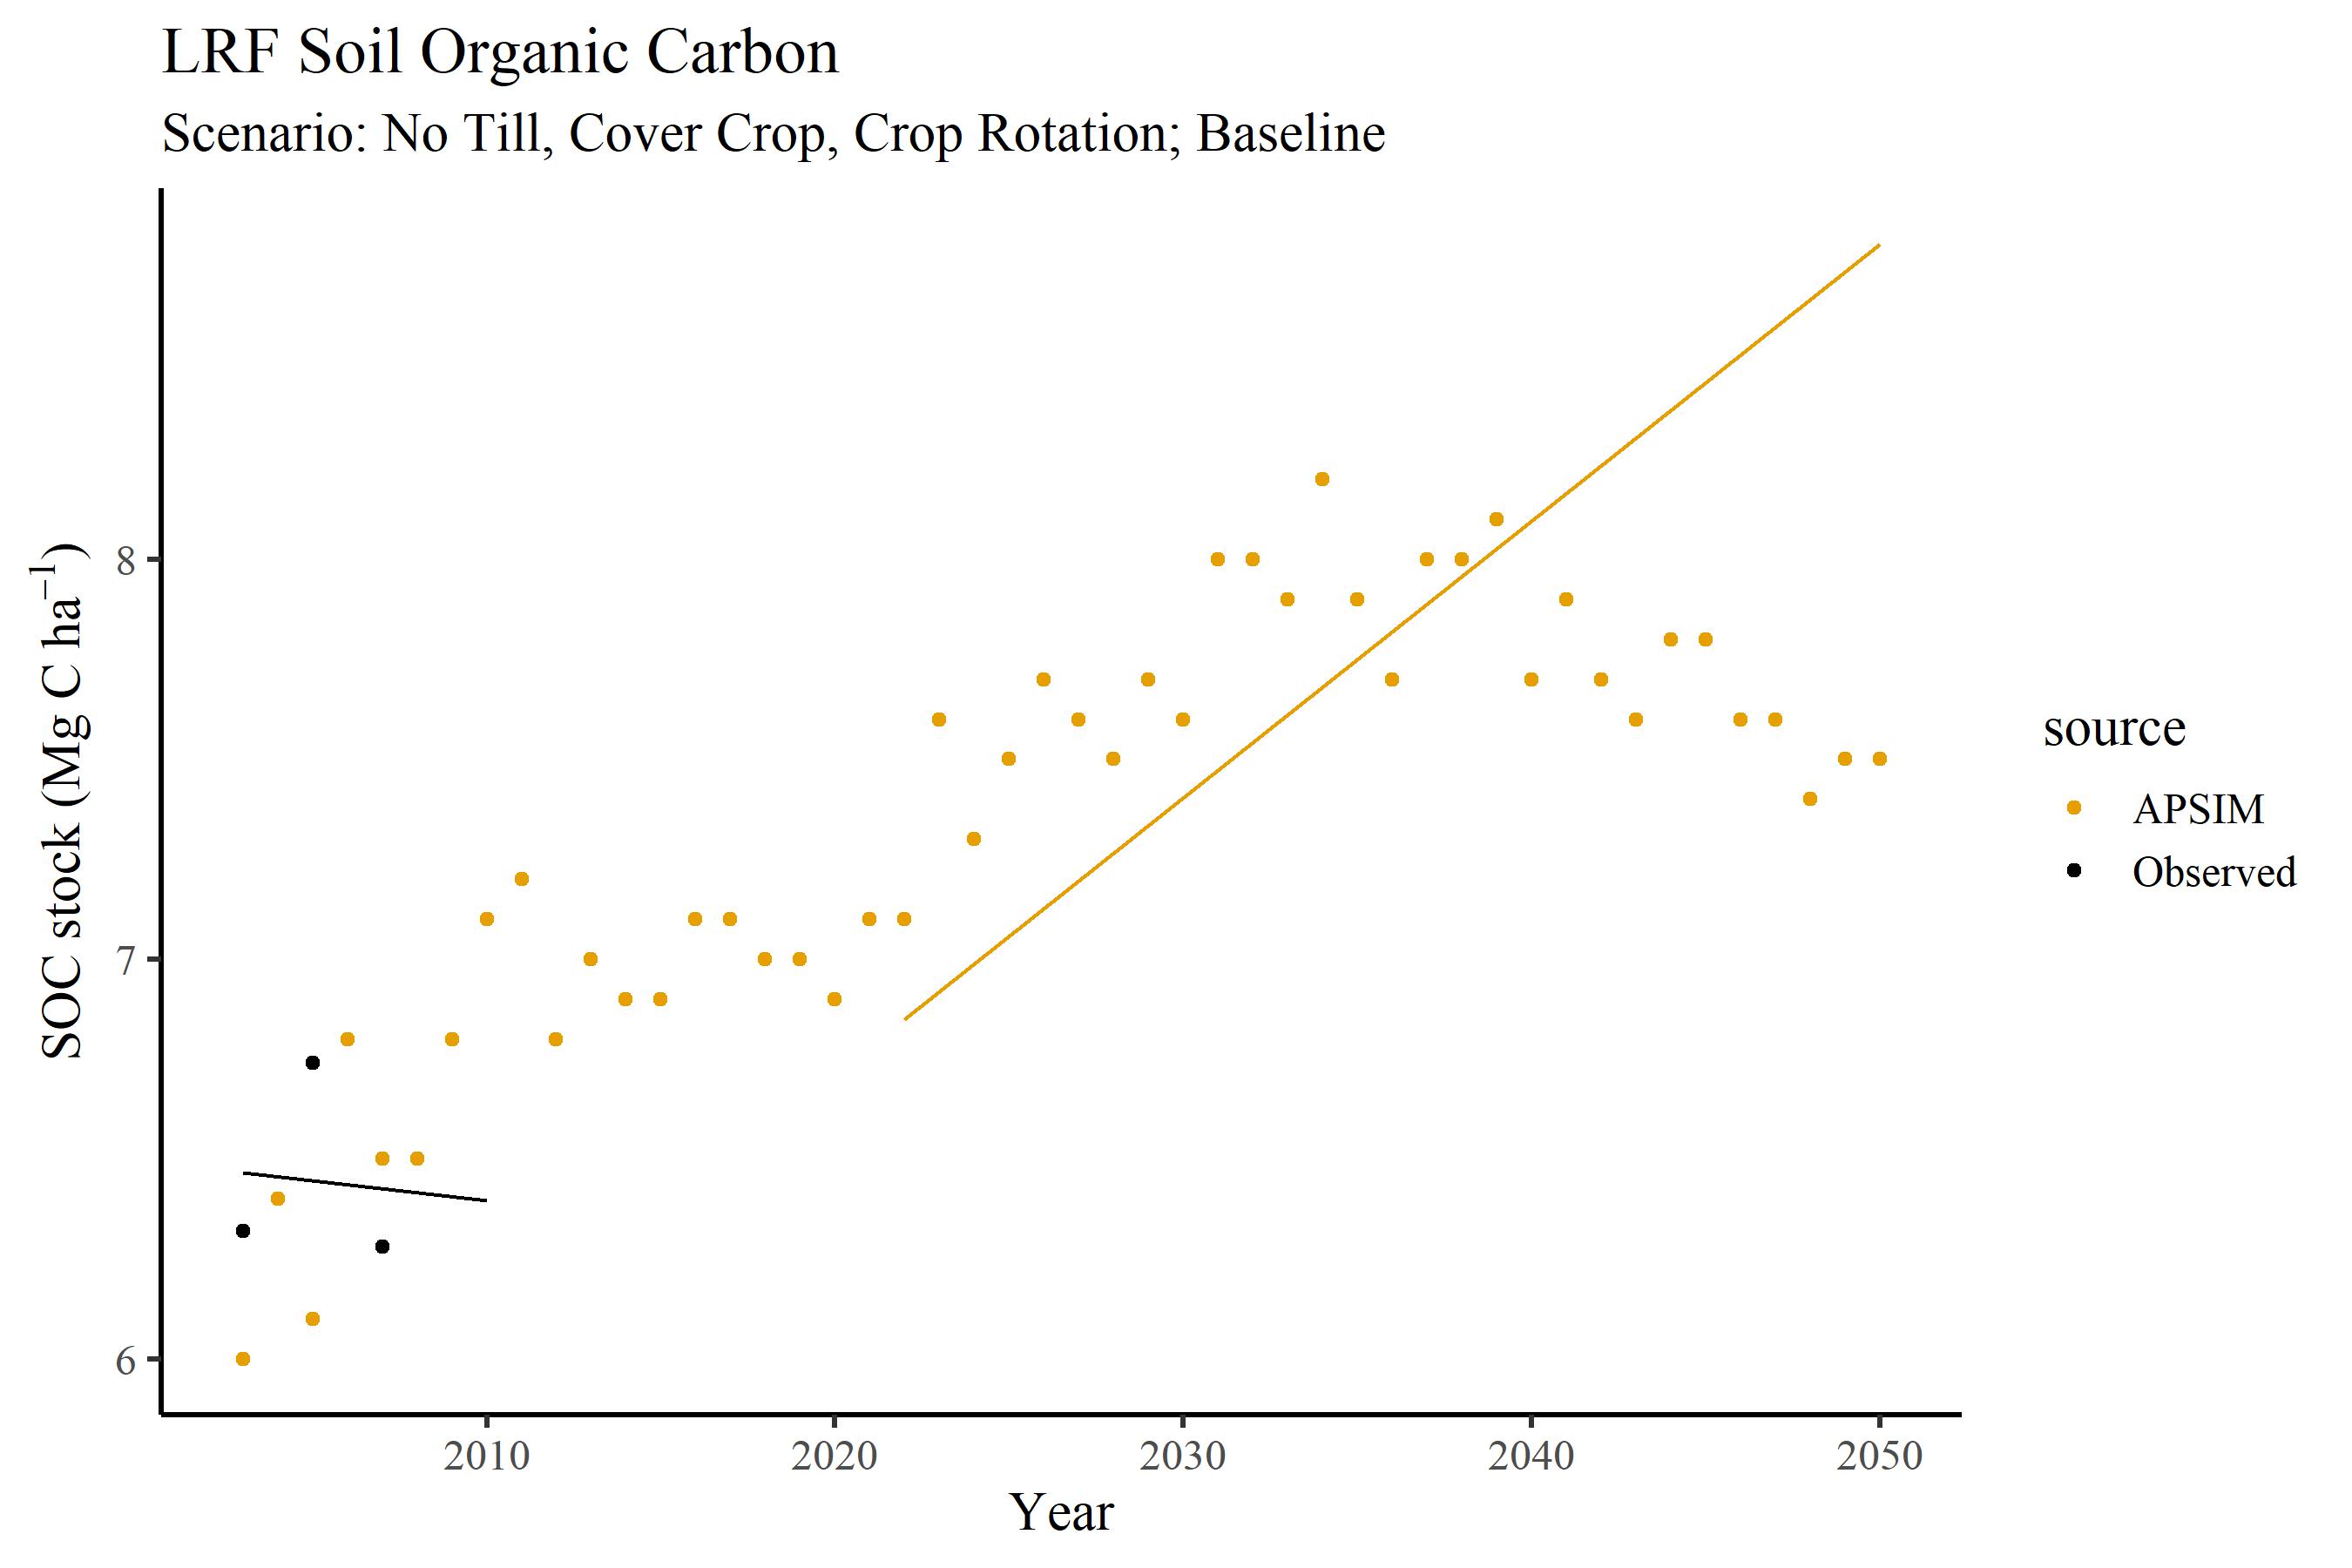 LRF Soil Organic Carbon
Scenario: No Till, Cover Crop, Crop Rotation; Baseline
SOC stock (Mg C ha⁻¹)
8
7
6
2010 2020 2030 2040 2050
Year
source
APSIM
Observed